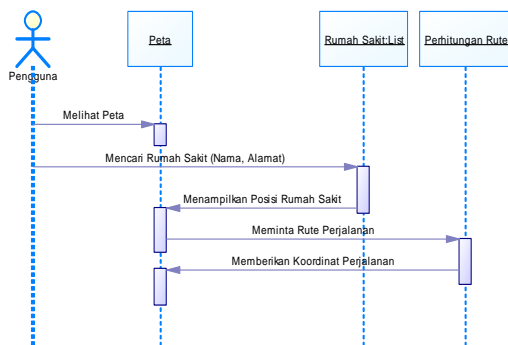 Pengguna
Peta
Rumah Sakit:List
Perhitungan Rute
Melihat Peta
Mencari Rumah Sakit (Nama, Alamat)
Menampilkan Posisi Rumah Sakit
Meminta Rute Perjalanan
Memberikan Koordinat Perjalanan